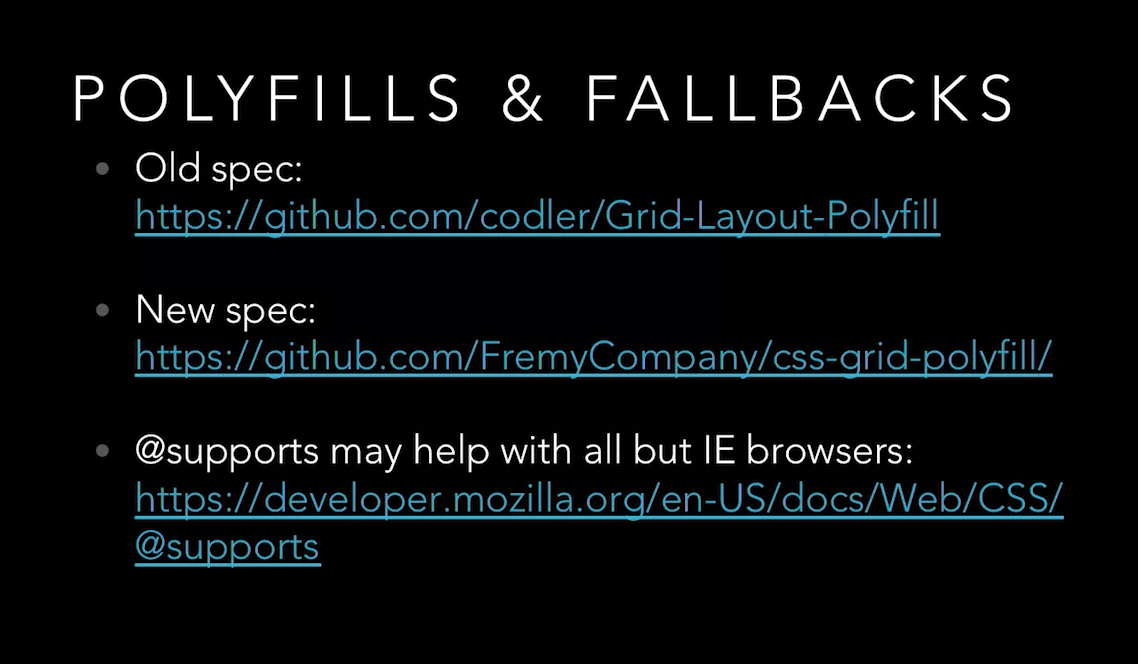 POLYFILLS & FALLBACKS
• Old spec:
https://github.com/codler/Grid-Layout-Polyfill
• New spec:
https://github.com/FremyCompany/css-grid-polyfill/
• @supports may help with all but IE browsers:
https://developer.mozilla.org/en-US/docs/Web/CSS/
@supports